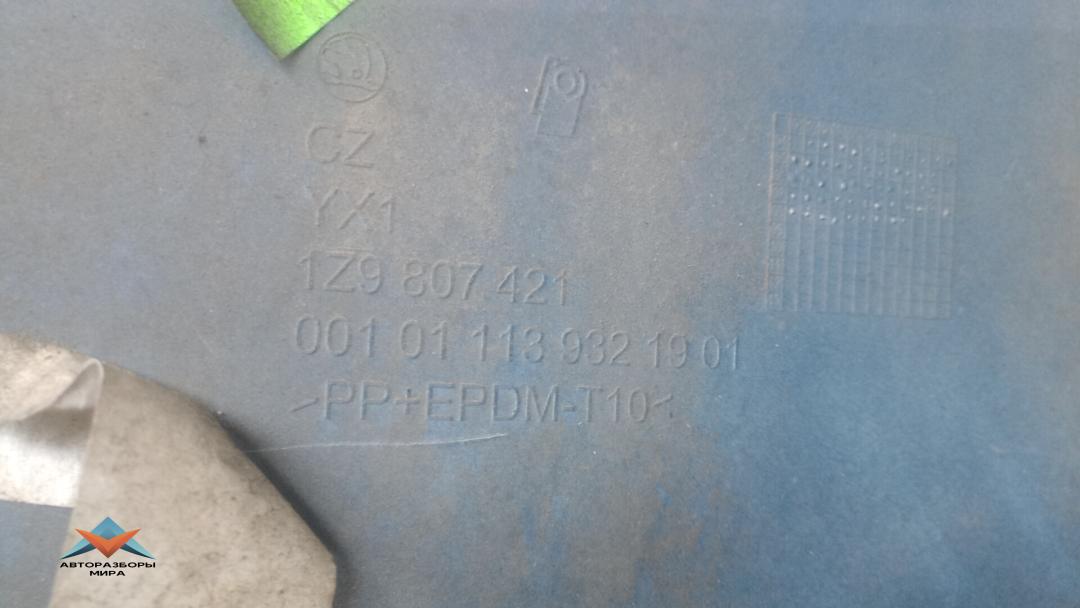 CZ
YX1
1Z9 807 421
001 01 113 932 19 01
>PP+EPDM-T10<
АВТОРАЗБОРЫ
МИРА